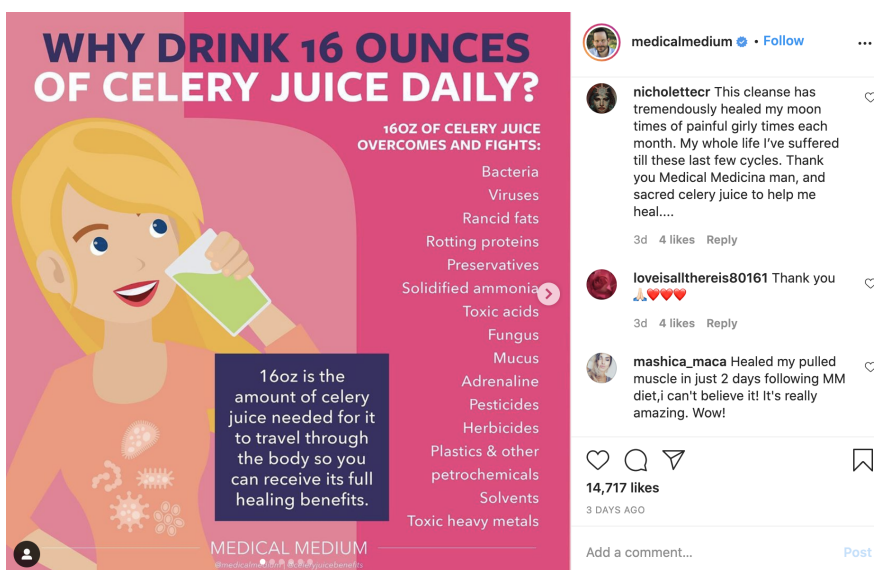 WHY DRINK 16 OUNCES
OF CELERY JUICE DAILY?
16OZ OF CELERY JUICE
OVERCOMES AND FIGHTS:
Bacteria
Viruses
Rancid fats
Rotting proteins
Preservatives
Solidified ammonia
Toxic acids
Fungus
Mucus
Adrenaline
Pesticides
Herbicides
Plastics & other
petrochemicals
Solvents
Toxic heavy metals
16oz is the
amount of celery
juice needed for it
to travel through
the body so you
can receive its full
healing benefits.
MEDICAL MEDIUM
@medicalmedium | @celeryjuicebenefits
medicalmedium • Follow
nicholettecr This cleanse has
tremendously healed my moon
times of painful girly times each
month. My whole life I've suffered
till these last few cycles. Thank
you Medical Medicina man, and
sacred celery juice to help me
heal....
3d 4 likes Reply
loveisallthereis80161 Thank you
🙏🏻❤️❤️❤️
3d 4 likes Reply
mashica_maca Healed my pulled
muscle in just 2 days following MM
diet,i can't believe it! It's really
amazing. Wow!
14,717 likes
3 DAYS AGO
Add a comment... Post